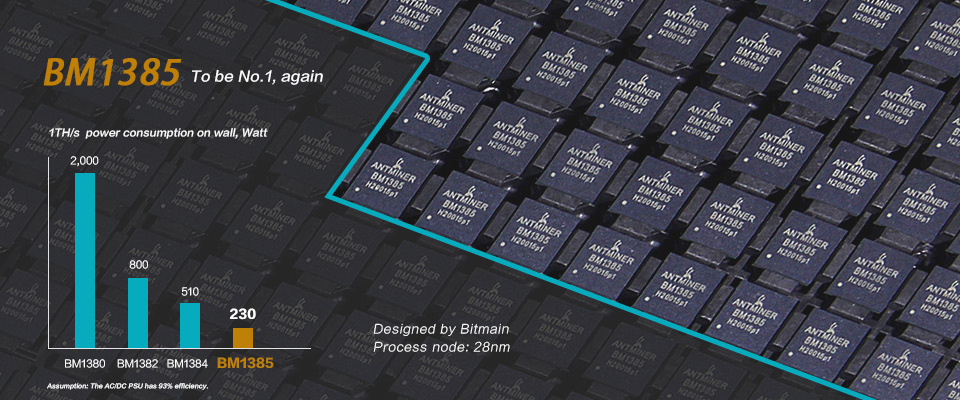 BM1385 To be No.1, again
1TH/s power consumption on wall, Watt
2,000
800
510
230
BM1380 BM1382 BM1384 BM1385
Assumption: The AC/DC PSU has 93% efficiency.
Designed by Bitmain
Process node: 28nm
ANTMINER
BM1385
H20015p1